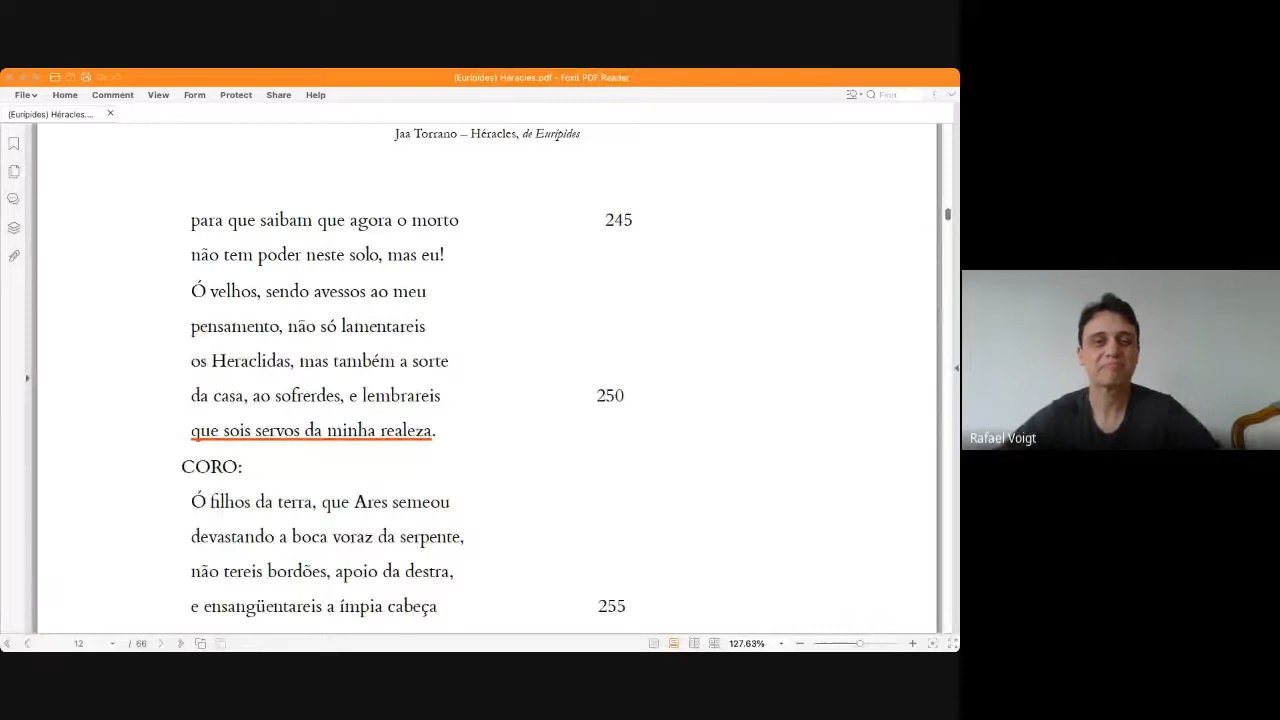 (Eurípides) Héracles.pdf - Foxit PDF Reader
File Home Comment View Form Protect Share Help
Find
(Eurípides) Héracles....
Jaa Torrano – Héracles, de Eurípides
para que saibam que agora o morto 245
não tem poder neste solo, mas eu!
Ó velhos, sendo avessos ao meu
pensamento, não só lamentareis
os Heraclidas, mas também a sorte
da casa, ao sofrerdes, e lembrareis 250
que sois servos da minha realeza.
CORO:
Ó filhos da terra, que Ares semeou
devastando a boca voraz da serpente,
não tereis bordões, apoio da destra,
e ensangüentareis a ímpia cabeça 255
12 / 66
127.63%
Rafael Voigt